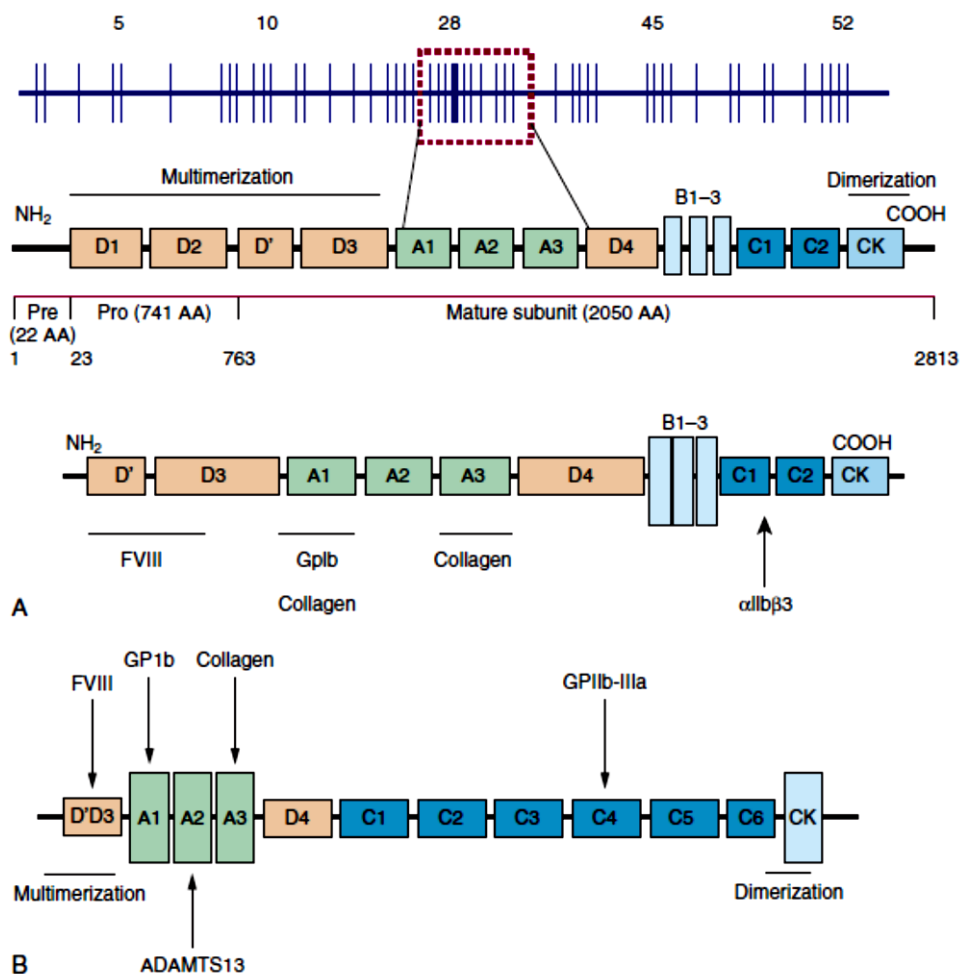 5 10 28 45 52
Multimerization
Dimerization
B1–3
NH2
COOH
D1 D2 D' D3 A1 A2 A3 D4 C1 C2 CK
Pre
(22 AA)
Pro (741 AA)
Mature subunit (2050 AA)
1 23 763 2813
B1–3
NH2
COOH
D' D3 A1 A2 A3 D4 C1 C2 CK
FVIII
GpIb
Collagen
Collagen
αIIbβ3
A
FVIII
GP1b
Collagen
GPIIb-IIIa
D'D3 A1 A2 A3 D4 C1 C2 C3 C4 C5 C6 CK
Multimerization
Dimerization
ADAMTS13
B